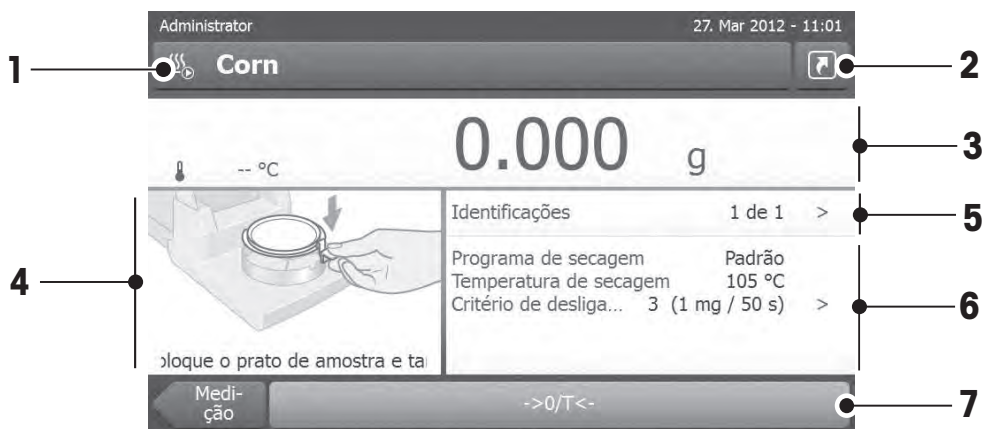 Administrator
27. Mar 2012 - 11:01
1
Corn
2
0.000 g
3
-- °C
4
Identificações 1 de 1 >
5
Programa de secagem Padrão
Temperatura de secagem 105 °C
Critério de desliga... 3 (1 mg / 50 s) >
6
oloque o prato de amostra e ta
Medi-
ção
->0/T<-
7